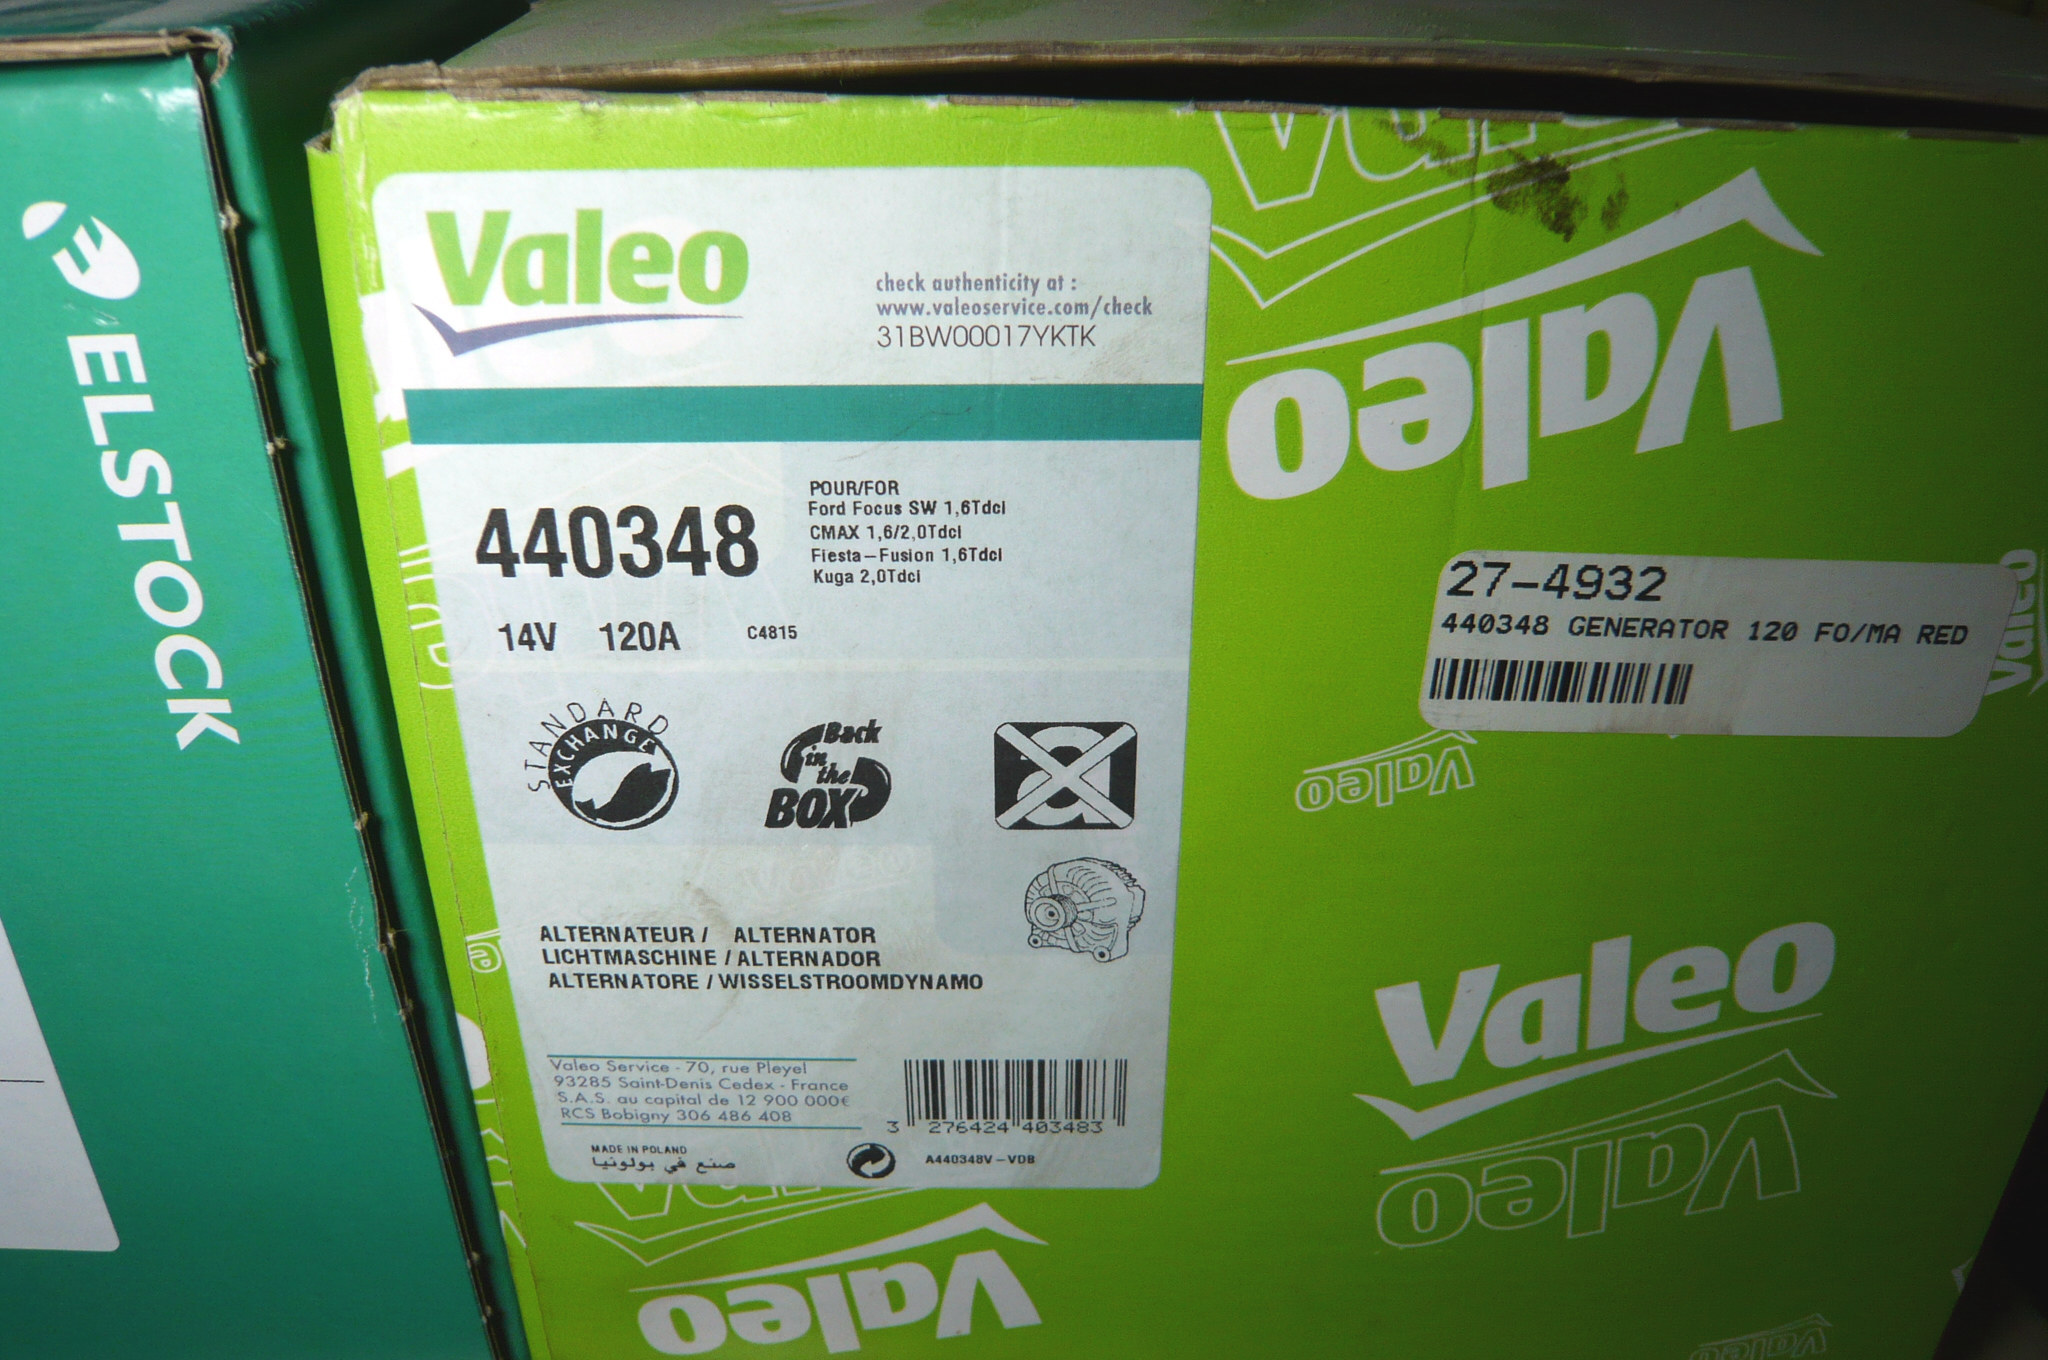 ELSTOCK
Valeo
check authenticity at :
www.valeoservice.com/check
31BW00017YKTK
440348
POUR/FOR
Ford Focus SW 1,6Tdci
CMAX 1,6/2,0Tdci
Fiesta-Fusion 1,6Tdci
Kuga 2,0Tdci
14V 120A C4815
STANDARD
EXCHANGE
Back
in
the
BOX
a
ALTERNATEUR / ALTERNATOR
LICHTMASCHINE / ALTERNADOR
ALTERNATORE / WISSELSTROOMDYNAMO
Valeo Service - 70, rue Pleyel
93285 Saint-Denis Cedex - France
S.A.S. au capital de 12 900 000€
RCS Bobigny 306 486 408
3 276424 403483
MADE IN POLAND
صنع في بولونيا
A440348V-VDB
Valeo
Valeo
27-4932
440348 GENERATOR 120 FO/MA RED
Valeo
Valeo
Valeo
Valeo
Valeo
Valeo